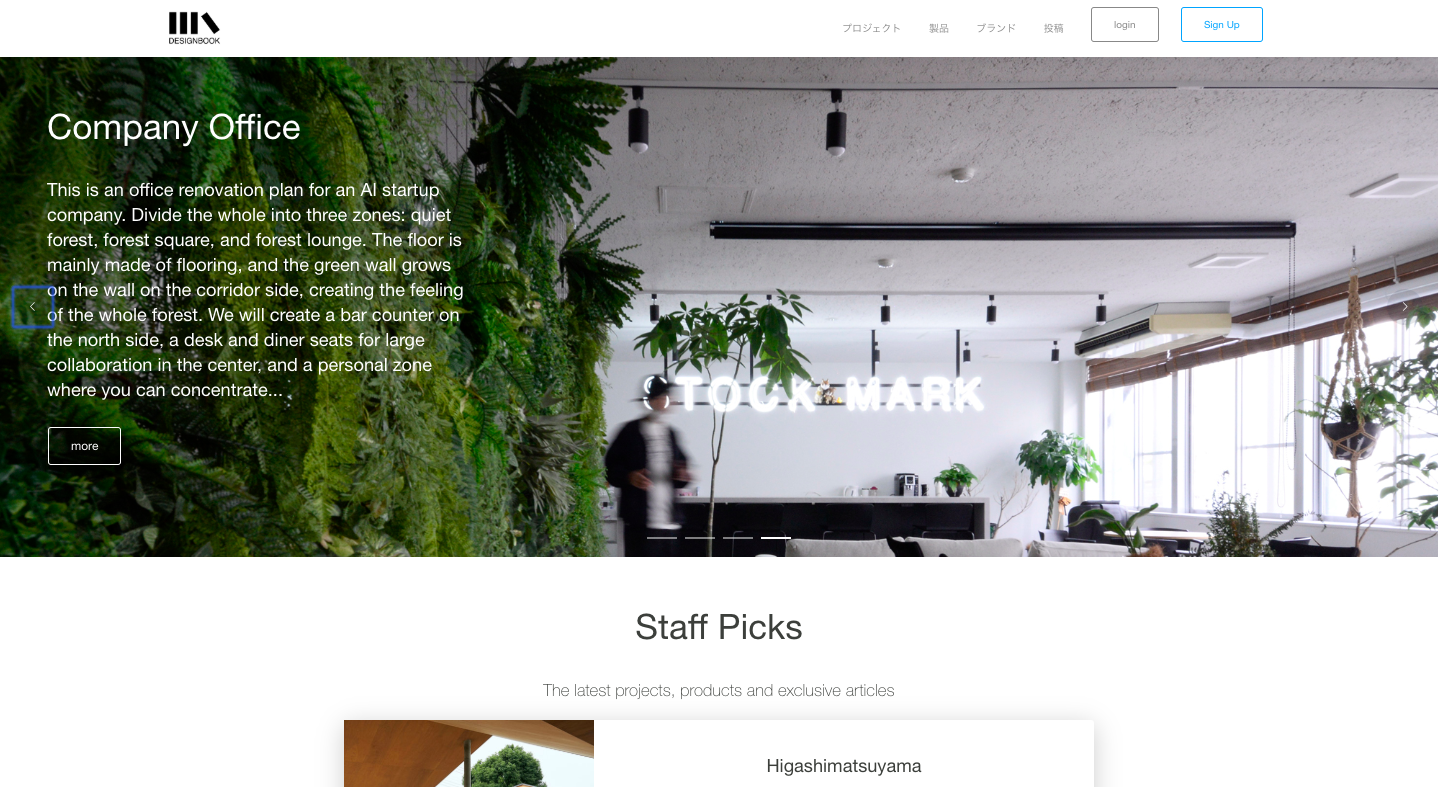 DESIGNBOOK
プロジェクト
製品
ブランド
投稿
login
Sign Up
Company Office
This is an office renovation plan for an AI startup
company. Divide the whole into three zones: quiet
forest, forest square, and forest lounge. The floor is
mainly made of flooring, and the green wall grows
on the wall on the corridor side, creating the feeling
of the whole forest. We will create a bar counter on
the north side, a desk and diner seats for large
collaboration in the center, and a personal zone
where you can concentrate...
STOCK MARK
more
Staff Picks
The latest projects, products and exclusive articles
Higashimatsuyama